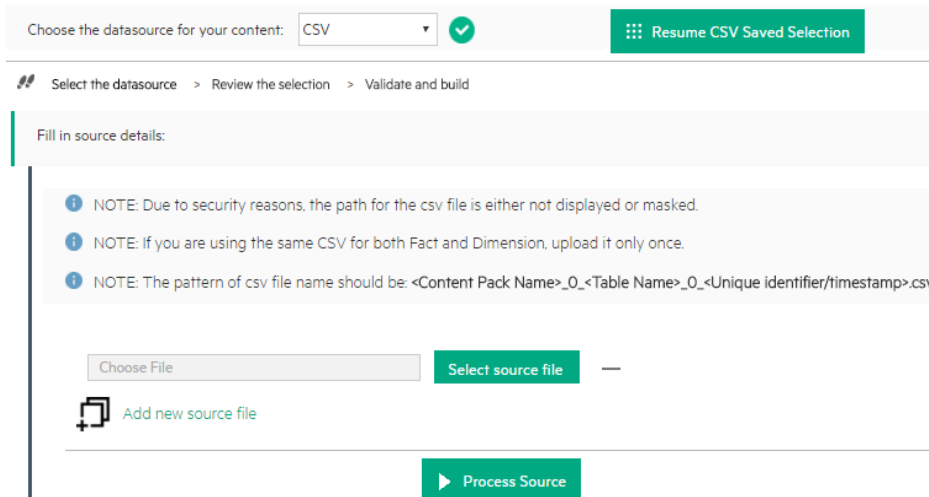 Choose the datasource for your content: CSV Resume CSV Saved Selection
Select the datasource > Review the selection > Validate and build
Fill in source details:
NOTE: Due to security reasons, the path for the csv file is either not displayed or masked.
NOTE: If you are using the same CSV for both Fact and Dimension, upload it only once.
NOTE: The pattern of csv file name should be: <Content Pack Name>_0_<Table Name>_0_<Unique identifier/timestamp>.csv
Choose File Select source file
Add new source file
Process Source